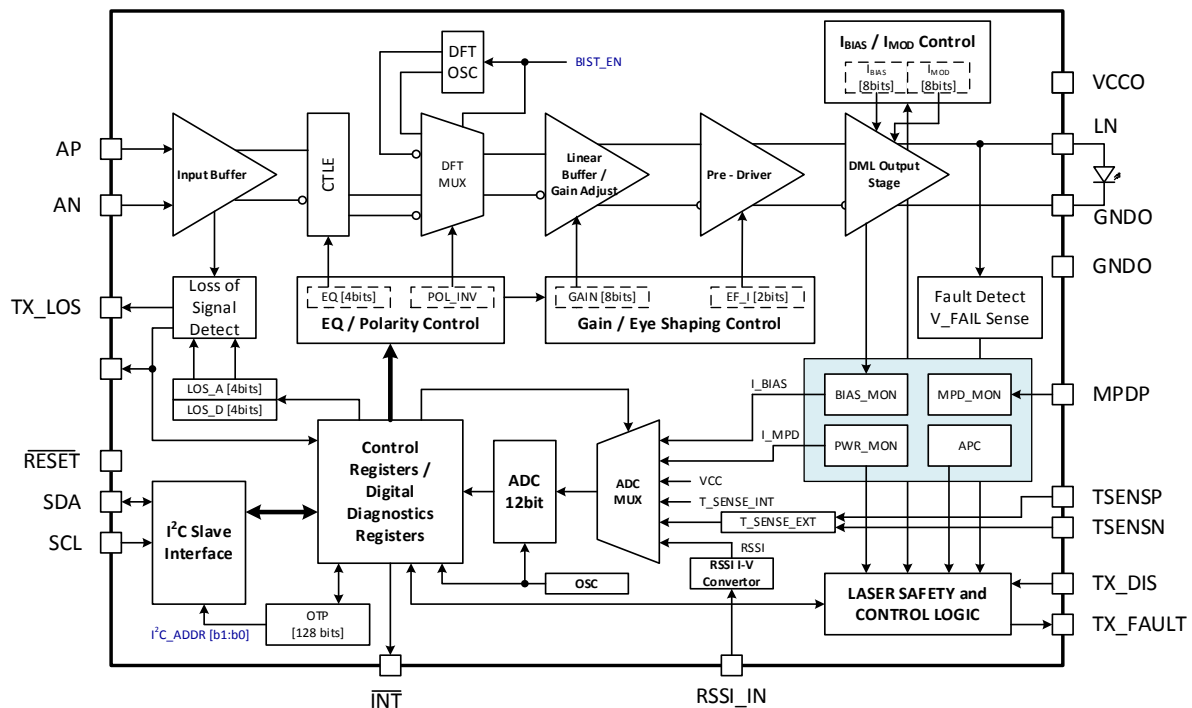 I_BIAS / I_MOD Control
I_BIAS
[8bits]
I_MOD
[8bits]
DFT
OSC
BIST_EN
VCCO
LN
AP
AN
Input Buffer
CTLE
DFT
MUX
Linear
Buffer /
Gain Adjust
Pre - Driver
DML Output
Stage
GNDO
GNDO
TX_LOS
Loss of
Signal
Detect
EQ [4bits]
POL_INV
EQ / Polarity Control
GAIN [8bits]
EF_I [2bits]
Gain / Eye Shaping Control
Fault Detect
V_FAIL Sense
LOS_A [4bits]
LOS_D [4bits]
I_BIAS
BIAS_MON
MPD_MON
MPDP
I_MPD
PWR_MON
APC
RESET
SDA
SCL
I²C Slave
Interface
Control
Registers /
Digital
Diagnostics
Registers
ADC
12bit
ADC
MUX
VCC
T_SENSE_INT
T_SENSE_EXT
TSENSP
TSENSN
RSSI
RSSI I-V
Convertor
OSC
LASER SAFETY and
CONTROL LOGIC
TX_DIS
TX_FAULT
OTP
[128 bits]
I²C_ADDR [b1:b0]
INT
RSSI_IN